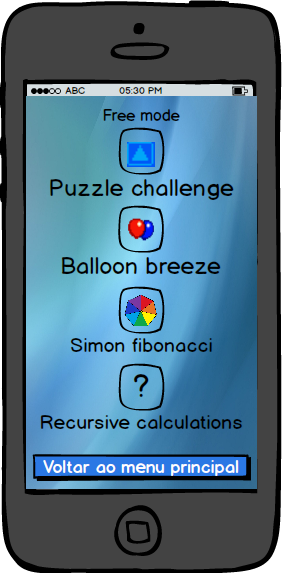 ABC 05:30 PM
Free mode
Puzzle challenge
Balloon breeze
Simon fibonacci
?
Recursive calculations
Voltar ao menu principal